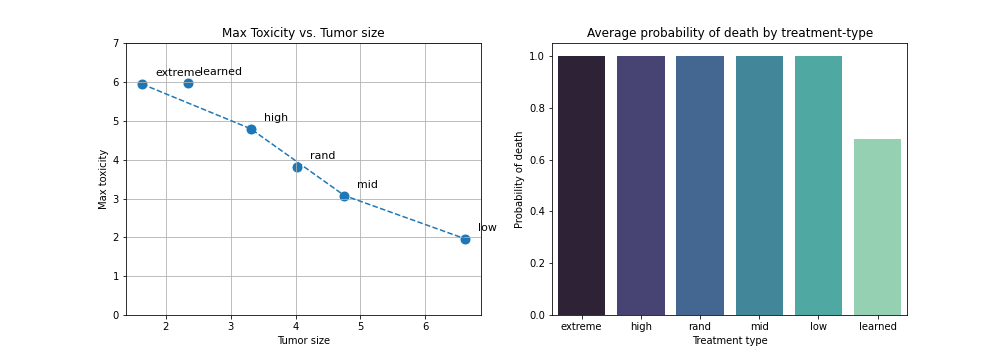 Max Toxicity vs. Tumor size
7
6
5
4
3
2
1
0
Max toxicity
extreme
learned
high
rand
mid
low
2
3
4
5
6
Tumor size
Average probability of death by treatment-type
1.0
0.8
0.6
0.4
0.2
0.0
Probability of death
extreme
high
rand
mid
low
learned
Treatment type